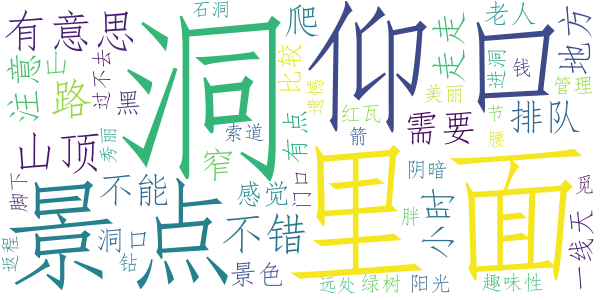 石洞
有意思
爬
仰口
老人
地方
洞
走走
进洞
钱
管理
注意
山
路
过不去
黑
比较
遗憾
红瓦
美丽
节
腰
排队
山顶
秀丽
索道
有点
箭
需要
窄
里面
阴暗
脚下
景点
不能
感觉
门口
胖
小时
觅
一线天
返程
洞口
钻
不错
景色
远处
绿树
阳光
趣味性